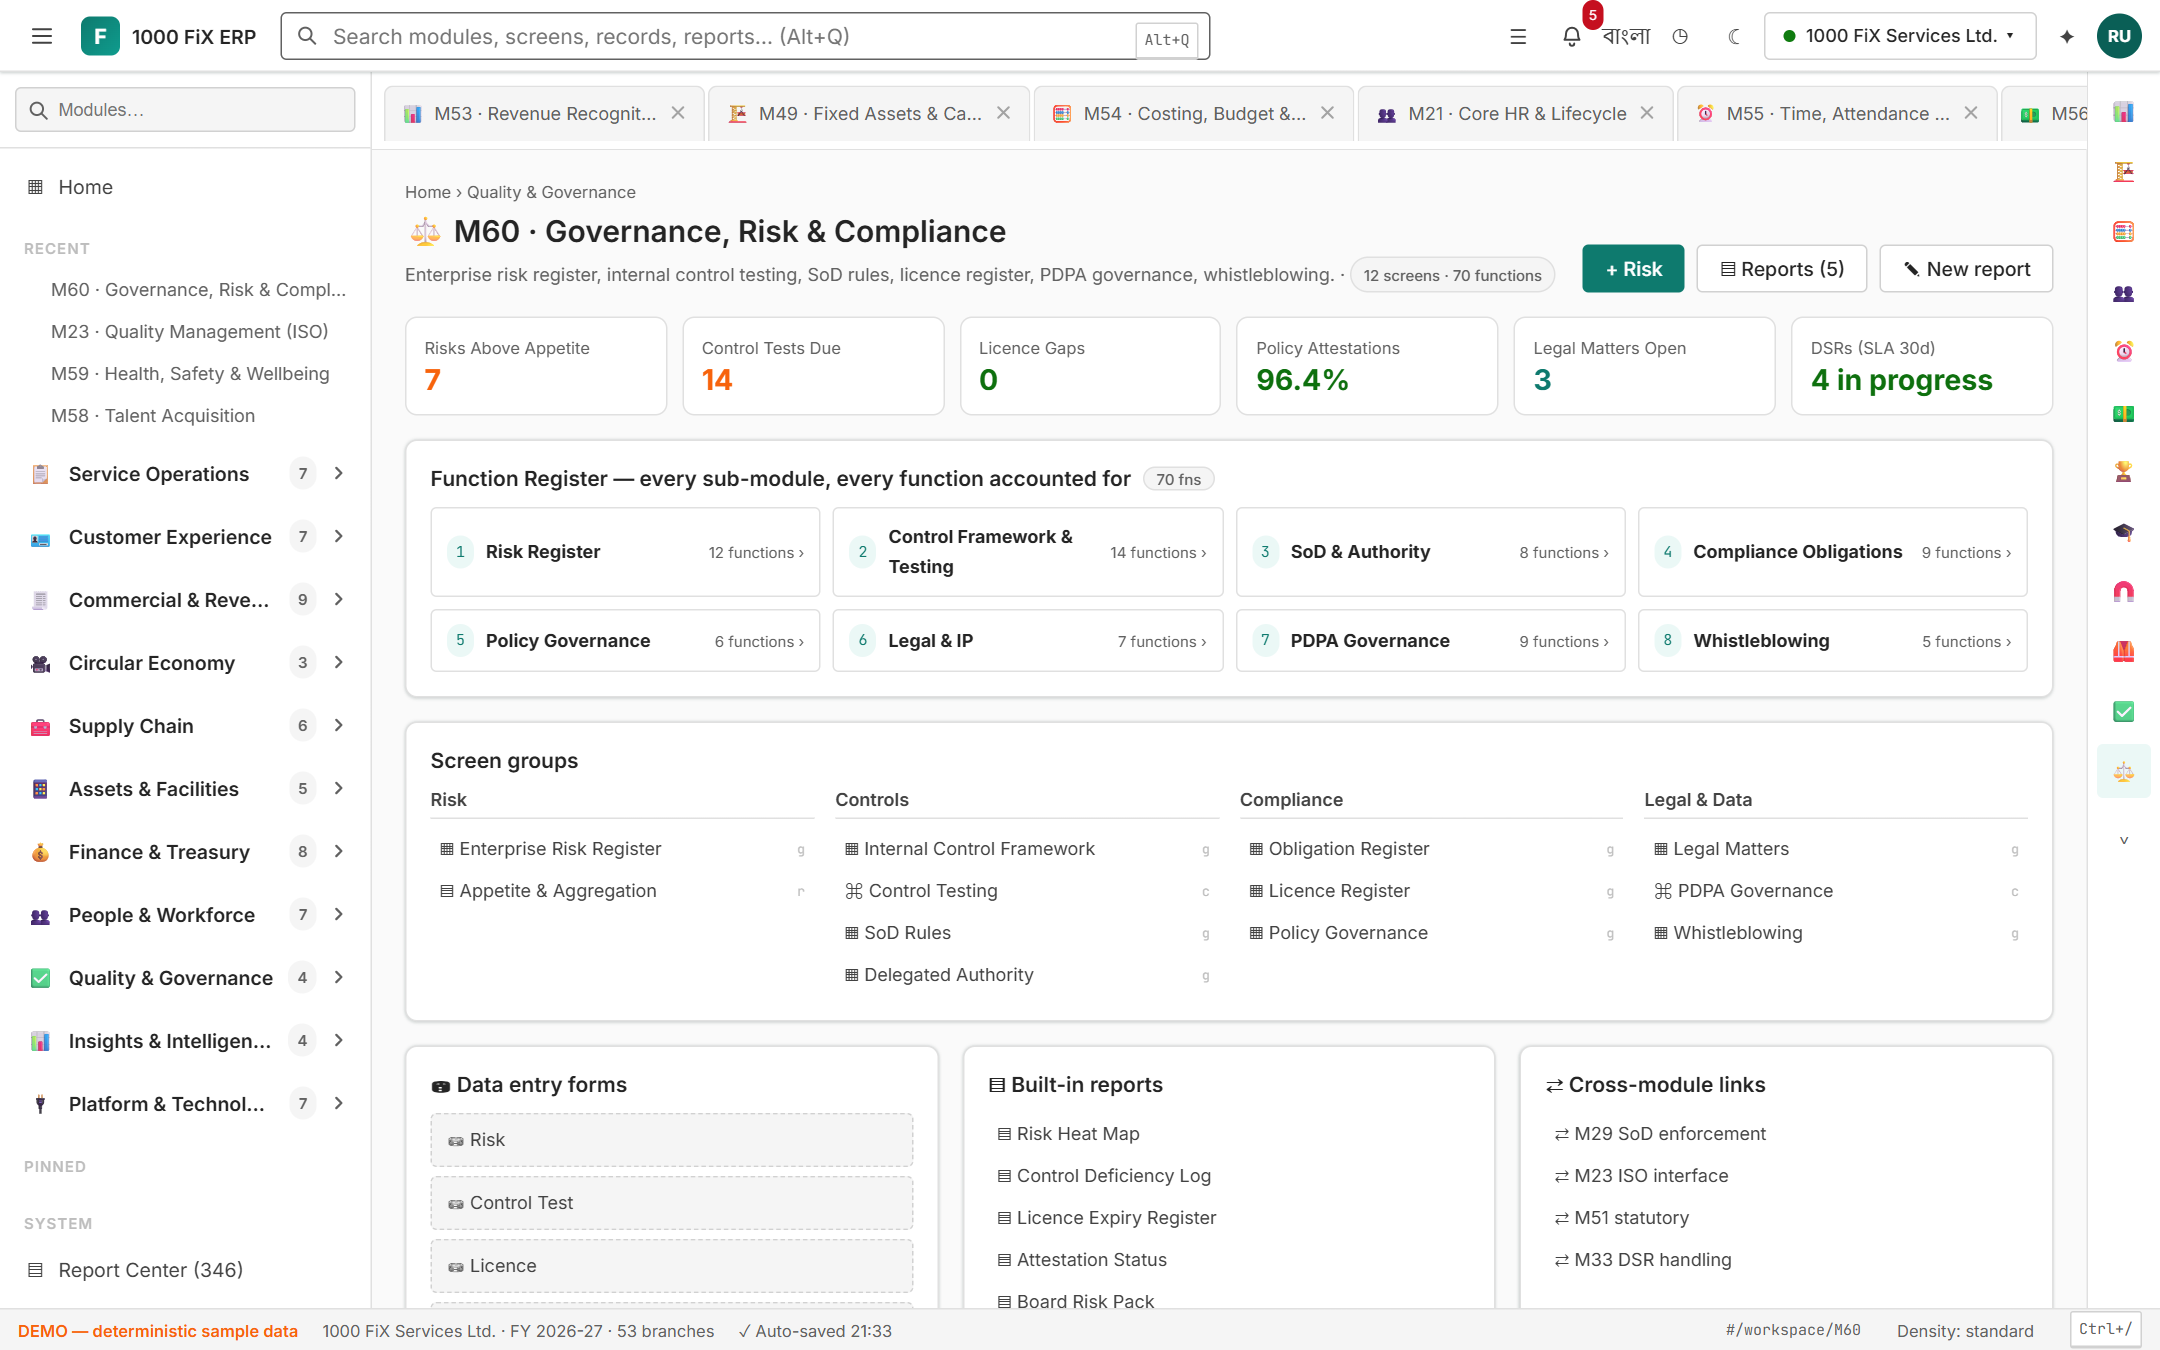 F 1000 FiX ERP
Search modules, screens, records, reports... (Alt+Q) Alt+Q
5
বাংলা
1000 FiX Services Ltd.
RU
Modules...
M53 · Revenue Recognit...
M49 · Fixed Assets & Ca...
M54 · Costing, Budget &...
M21 · Core HR & Lifecycle
M55 · Time, Attendance ...
M56
Home
RECENT
M60 · Governance, Risk & Compl...
M23 · Quality Management (ISO)
M59 · Health, Safety & Wellbeing
M58 · Talent Acquisition
Service Operations 7
Customer Experience 7
Commercial & Reve... 9
Circular Economy 3
Supply Chain 6
Assets & Facilities 5
Finance & Treasury 8
People & Workforce 7
Quality & Governance 4
Insights & Intelligen... 4
Platform & Technol... 7
PINNED
SYSTEM
Report Center (346)
Home › Quality & Governance
M60 · Governance, Risk & Compliance
Enterprise risk register, internal control testing, SoD rules, licence register, PDPA governance, whistleblowing. · 12 screens · 70 functions
+ Risk
Reports (5)
New report
Risks Above Appetite
7
Control Tests Due
14
Licence Gaps
0
Policy Attestations
96.4%
Legal Matters Open
3
DSRs (SLA 30d)
4 in progress
Function Register — every sub-module, every function accounted for 70 fns
1 Risk Register 12 functions ›
2 Control Framework & Testing 14 functions ›
3 SoD & Authority 8 functions ›
4 Compliance Obligations 9 functions ›
5 Policy Governance 6 functions ›
6 Legal & IP 7 functions ›
7 PDPA Governance 9 functions ›
8 Whistleblowing 5 functions ›
Screen groups
Risk
Enterprise Risk Register g
Appetite & Aggregation r
Controls
Internal Control Framework g
Control Testing c
SoD Rules g
Delegated Authority g
Compliance
Obligation Register g
Licence Register g
Policy Governance g
Legal & Data
Legal Matters g
PDPA Governance c
Whistleblowing g
Data entry forms
Risk
Control Test
Licence
Built-in reports
Risk Heat Map
Control Deficiency Log
Licence Expiry Register
Attestation Status
Board Risk Pack
Cross-module links
M29 SoD enforcement
M23 ISO interface
M51 statutory
M33 DSR handling
DEMO — deterministic sample data 1000 FiX Services Ltd. · FY 2026-27 · 53 branches ✓ Auto-saved 21:33 #/workspace/M60 Density: standard Ctrl+/